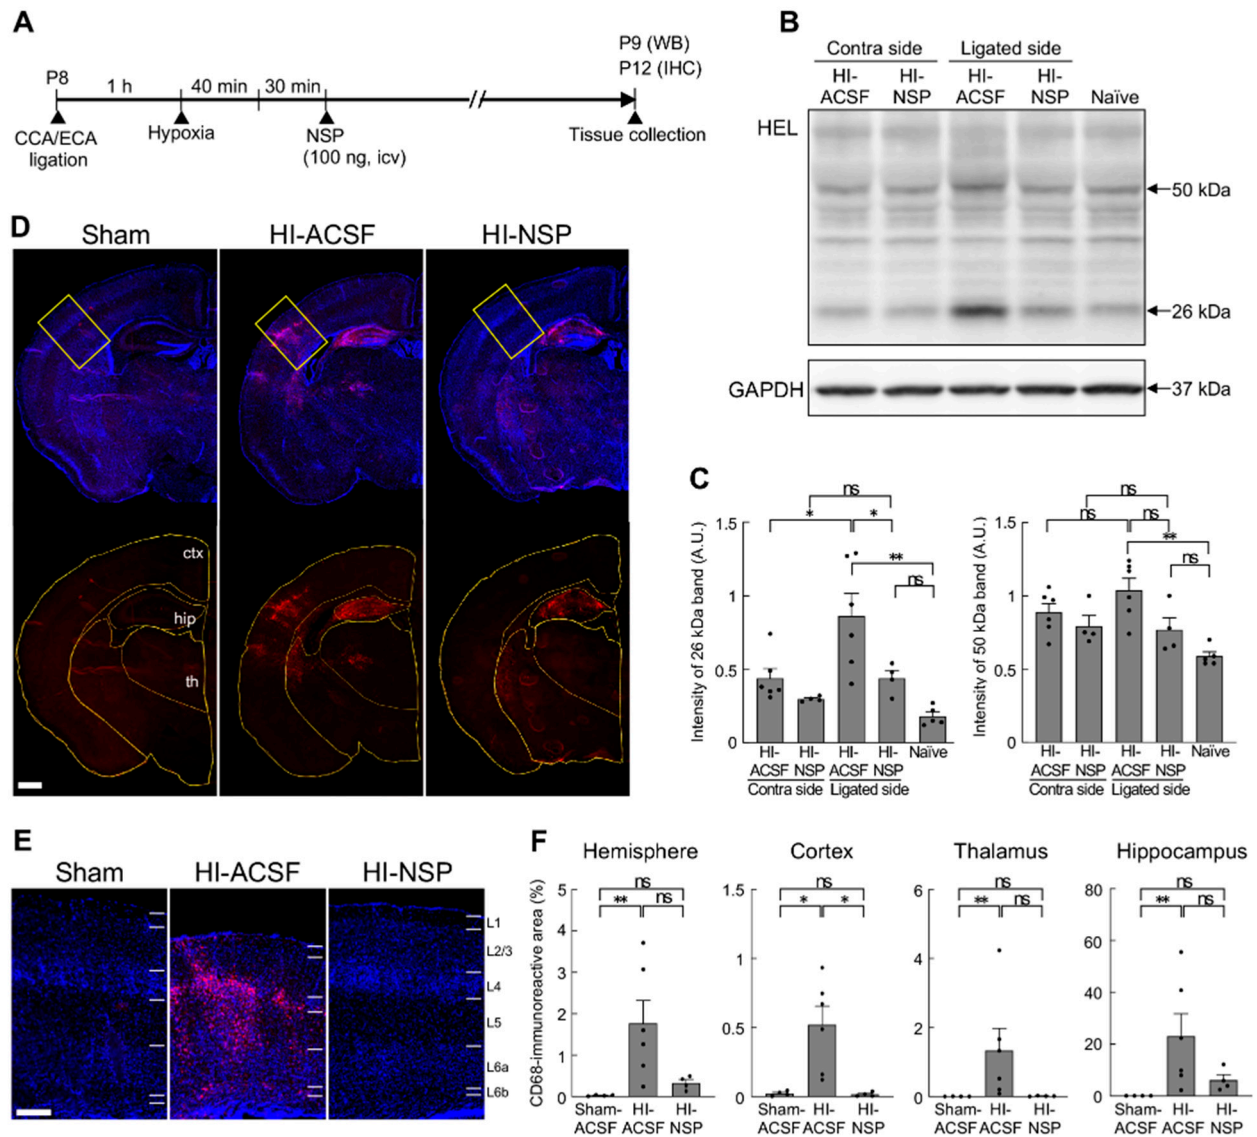 A
P8
1 h
40 min
30 min
P9 (WB)
P12 (IHC)
CCA/ECA
ligation
Hypoxia
NSP
(100 ng, icv)
Tissue collection
B
Contra side Ligated side
HI-ACSF HI-NSP HI-ACSF HI-NSP Naïve
HEL
50 kDa
26 kDa
GAPDH
37 kDa
C
Intensity of 26 kDa band (A.U.)
1.5
1
0.5
0
ns
* *
**
ns
HI-ACSF HI-NSP HI-ACSF HI-NSP Naïve
Contra side Ligated side
Intensity of 50 kDa band (A.U.)
1.5
1
0.5
0
ns
ns ns
**
ns
HI-ACSF HI-NSP HI-ACSF HI-NSP Naïve
Contra side Ligated side
D
Sham HI-ACSF HI-NSP
ctx
hip
th
E
Sham HI-ACSF HI-NSP
L1
L2/3
L4
L5
L6a
L6b
F
CD68-immunoreactive area (%)
Hemisphere
5
4
3
2
1
0
ns
** ns
Sham-ACSF HI-ACSF HI-NSP
Cortex
1.5
1
0.5
0
ns
* *
Sham-ACSF HI-ACSF HI-NSP
Thalamus
6
4
2
0
ns
** ns
Sham-ACSF HI-ACSF HI-NSP
Hippocampus
80
60
40
20
0
ns
** ns
Sham-ACSF HI-ACSF HI-NSP